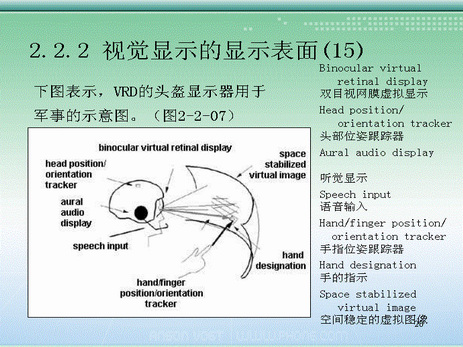 2.2.2 视觉显示的显示表面(15)
下图表示，VRD的头盔显示器用于
军事的示意图。（图2-2-07）
binocular virtual retinal display
head position/
orientation
tracker
space
stabilized
virtual image
aural
audio
display
speech input
hand
designation
hand/finger
position/orientation
tracker
Binocular virtual
retinal display
双目视网膜虚拟显示
Head position/
orientation tracker
头部位姿跟踪器
Aural audio display
听觉显示
Speech input
语音输入
Hand/finger position/
orientation tracker
手指位姿跟踪器
Hand designation
手的指示
Space stabilized
virtual image
空间稳定的虚拟图像